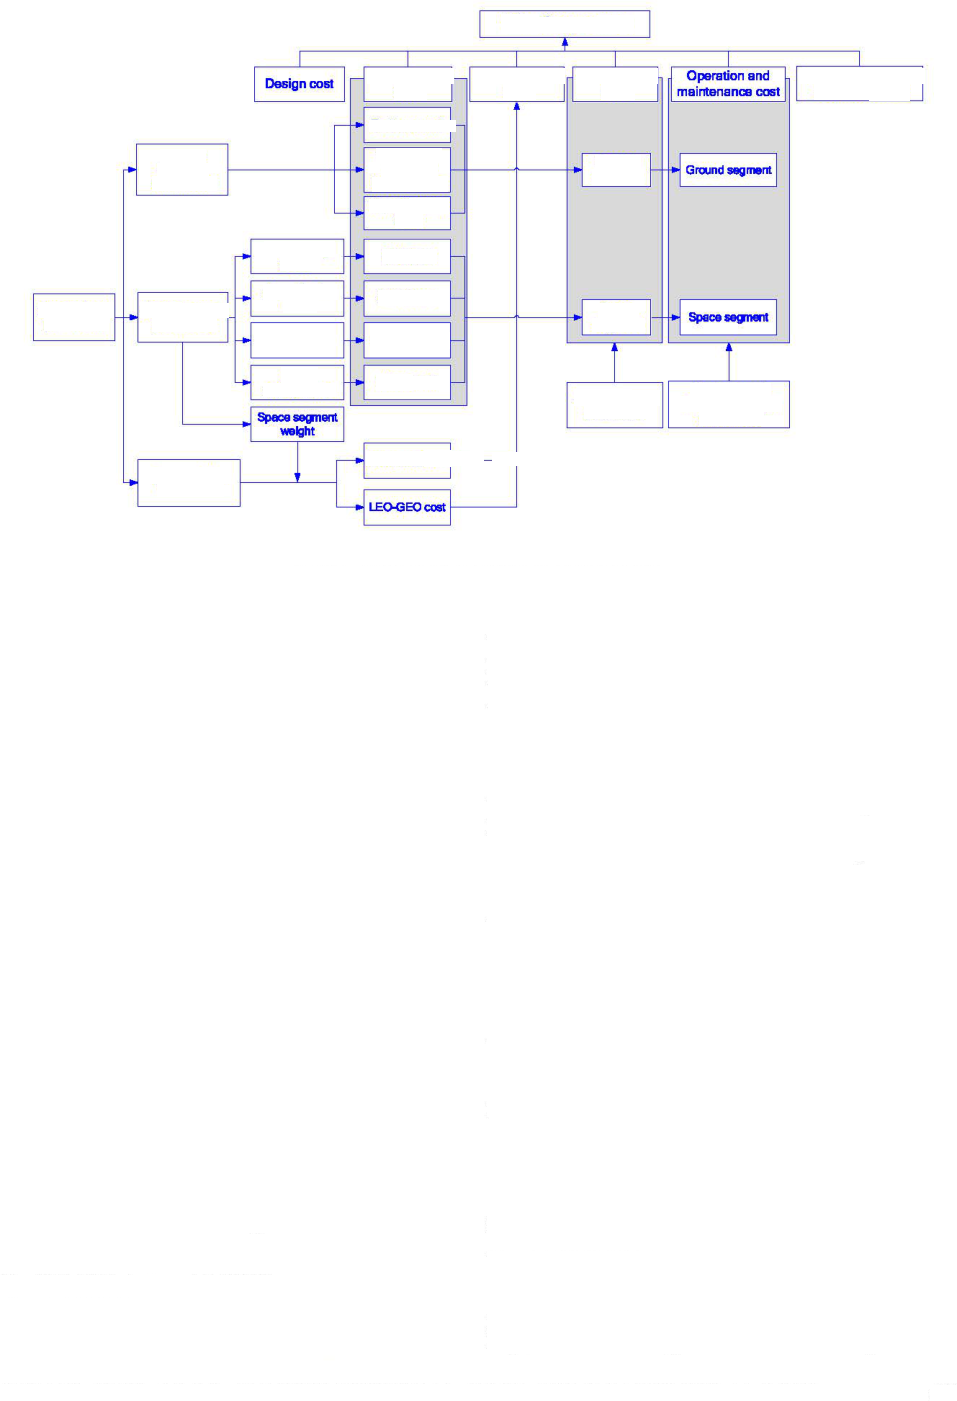 Design cost
Operation and
maintenance cost
Ground segment
Space segment
Space segment
weight
LEO-GEO cost